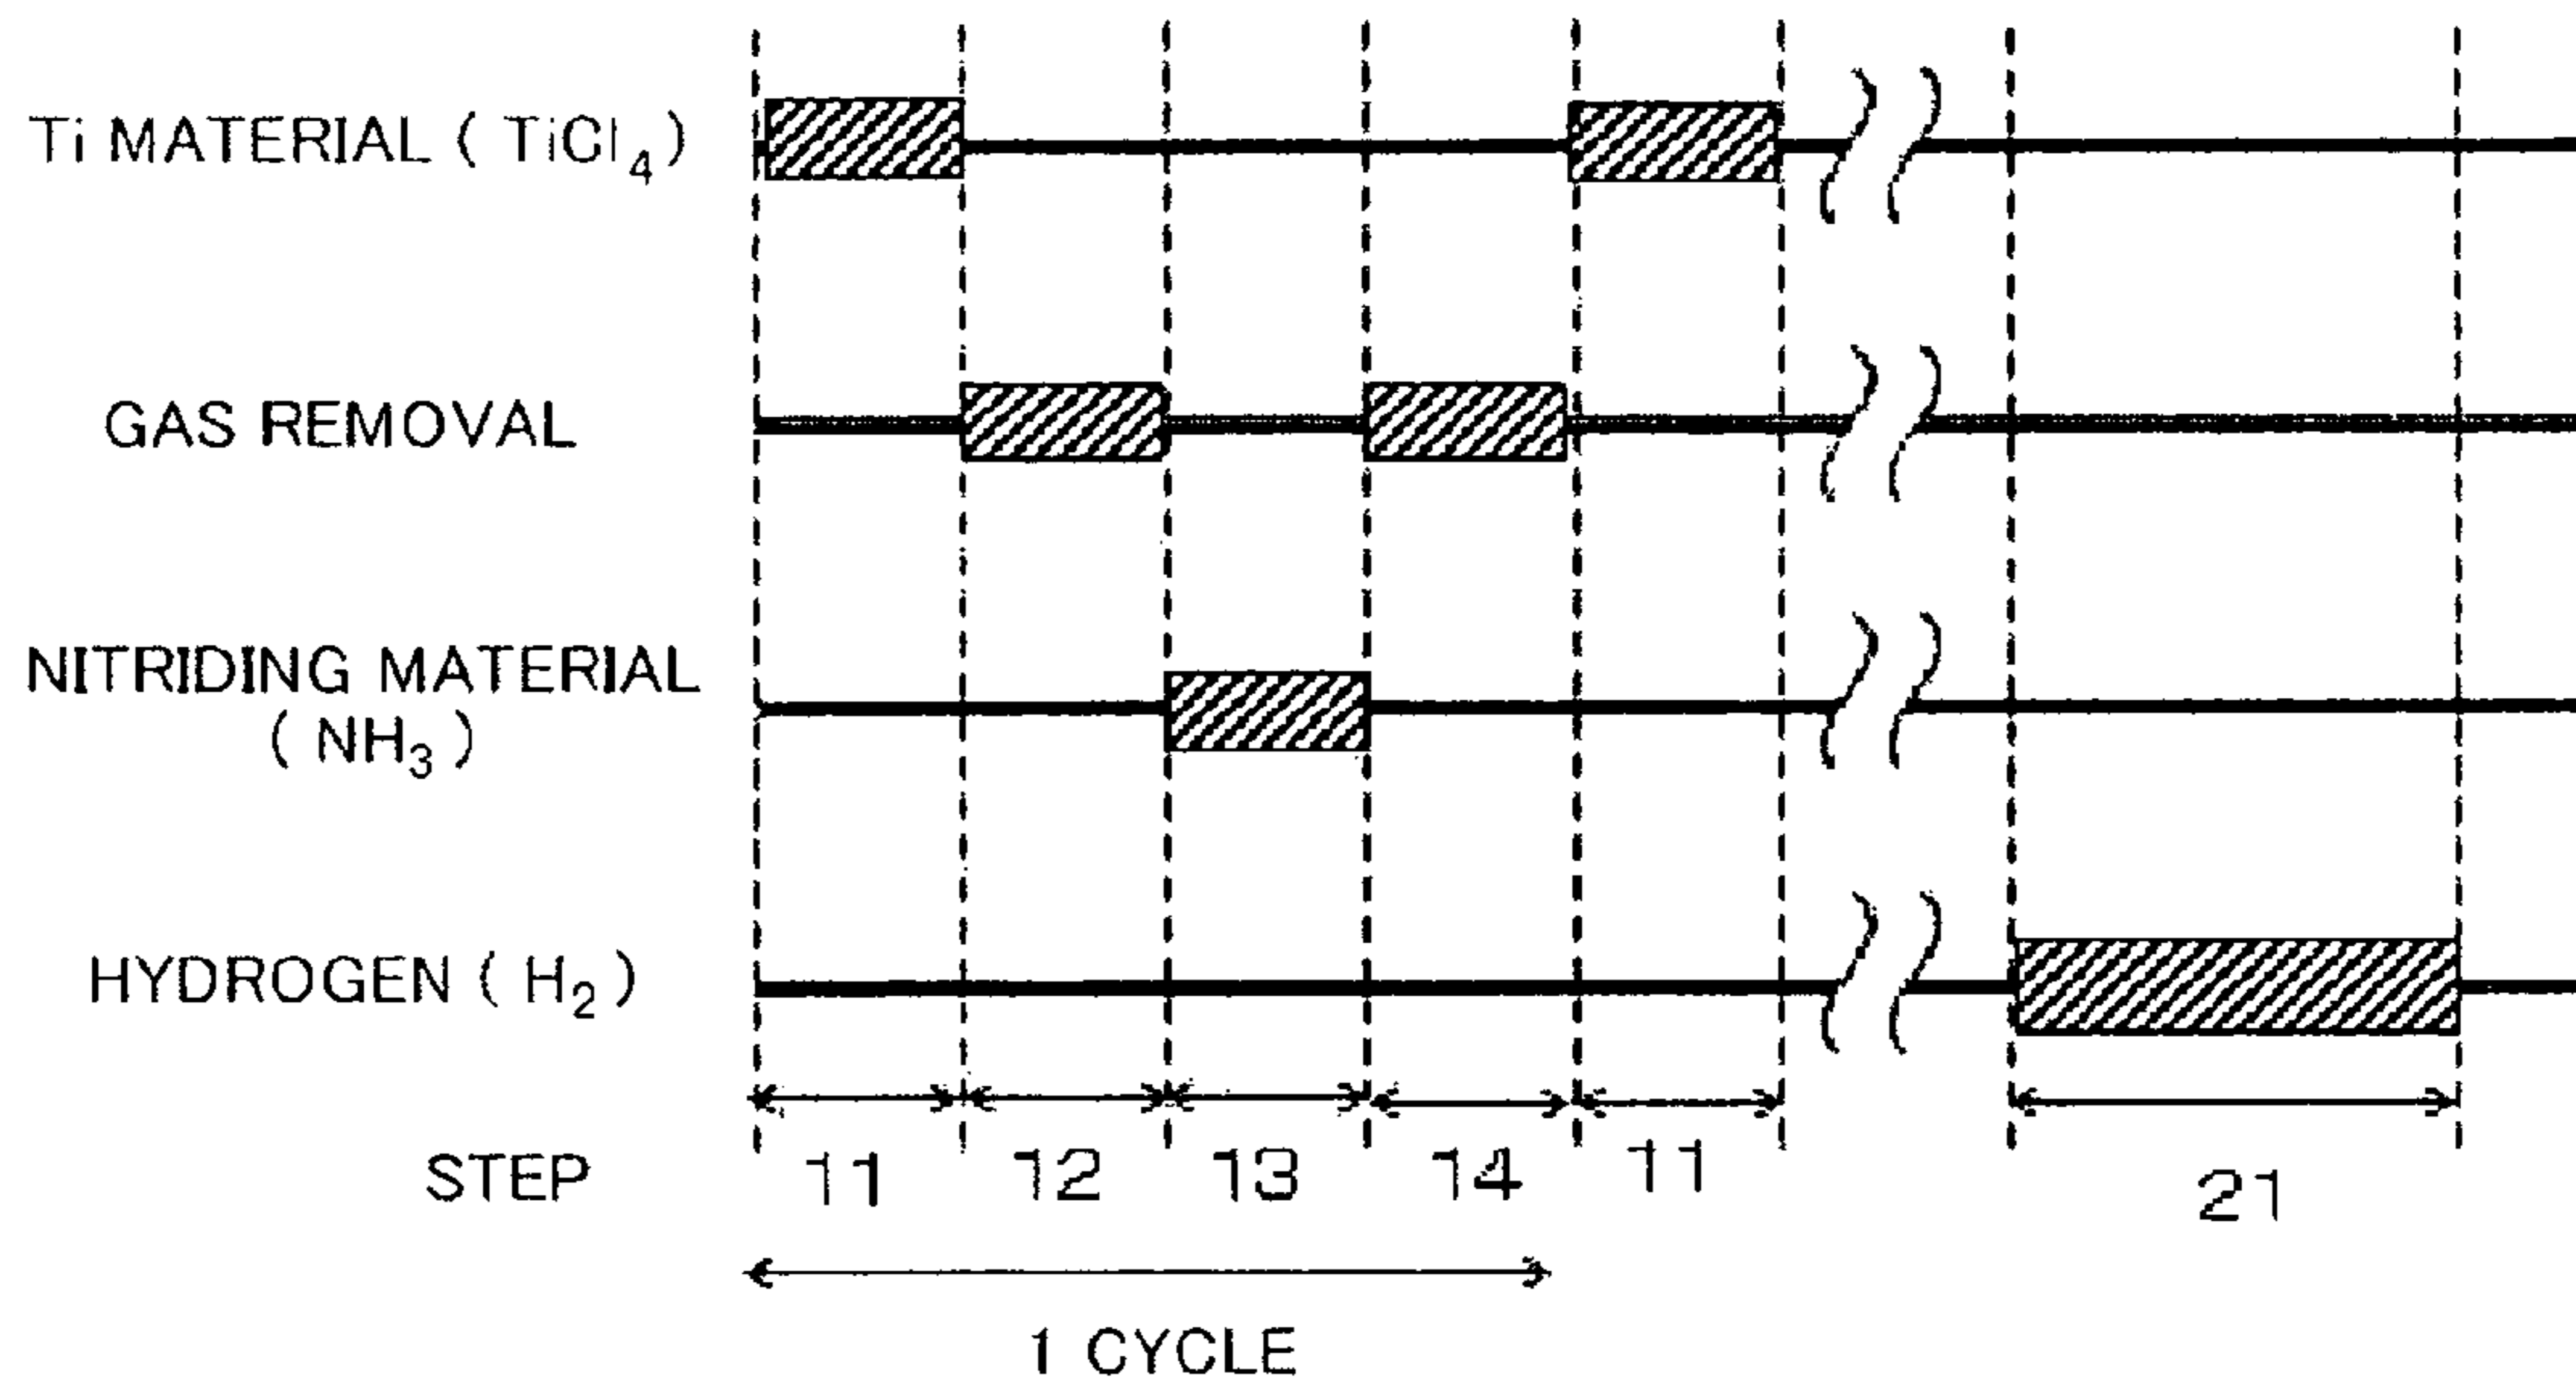 Ti MATERIAL ( TiCl4 )
GAS REMOVAL
NITRIDING MATERIAL
( NH3 )
HYDROGEN ( H2 )
STEP 11 12 13 14 11 21
1 CYCLE